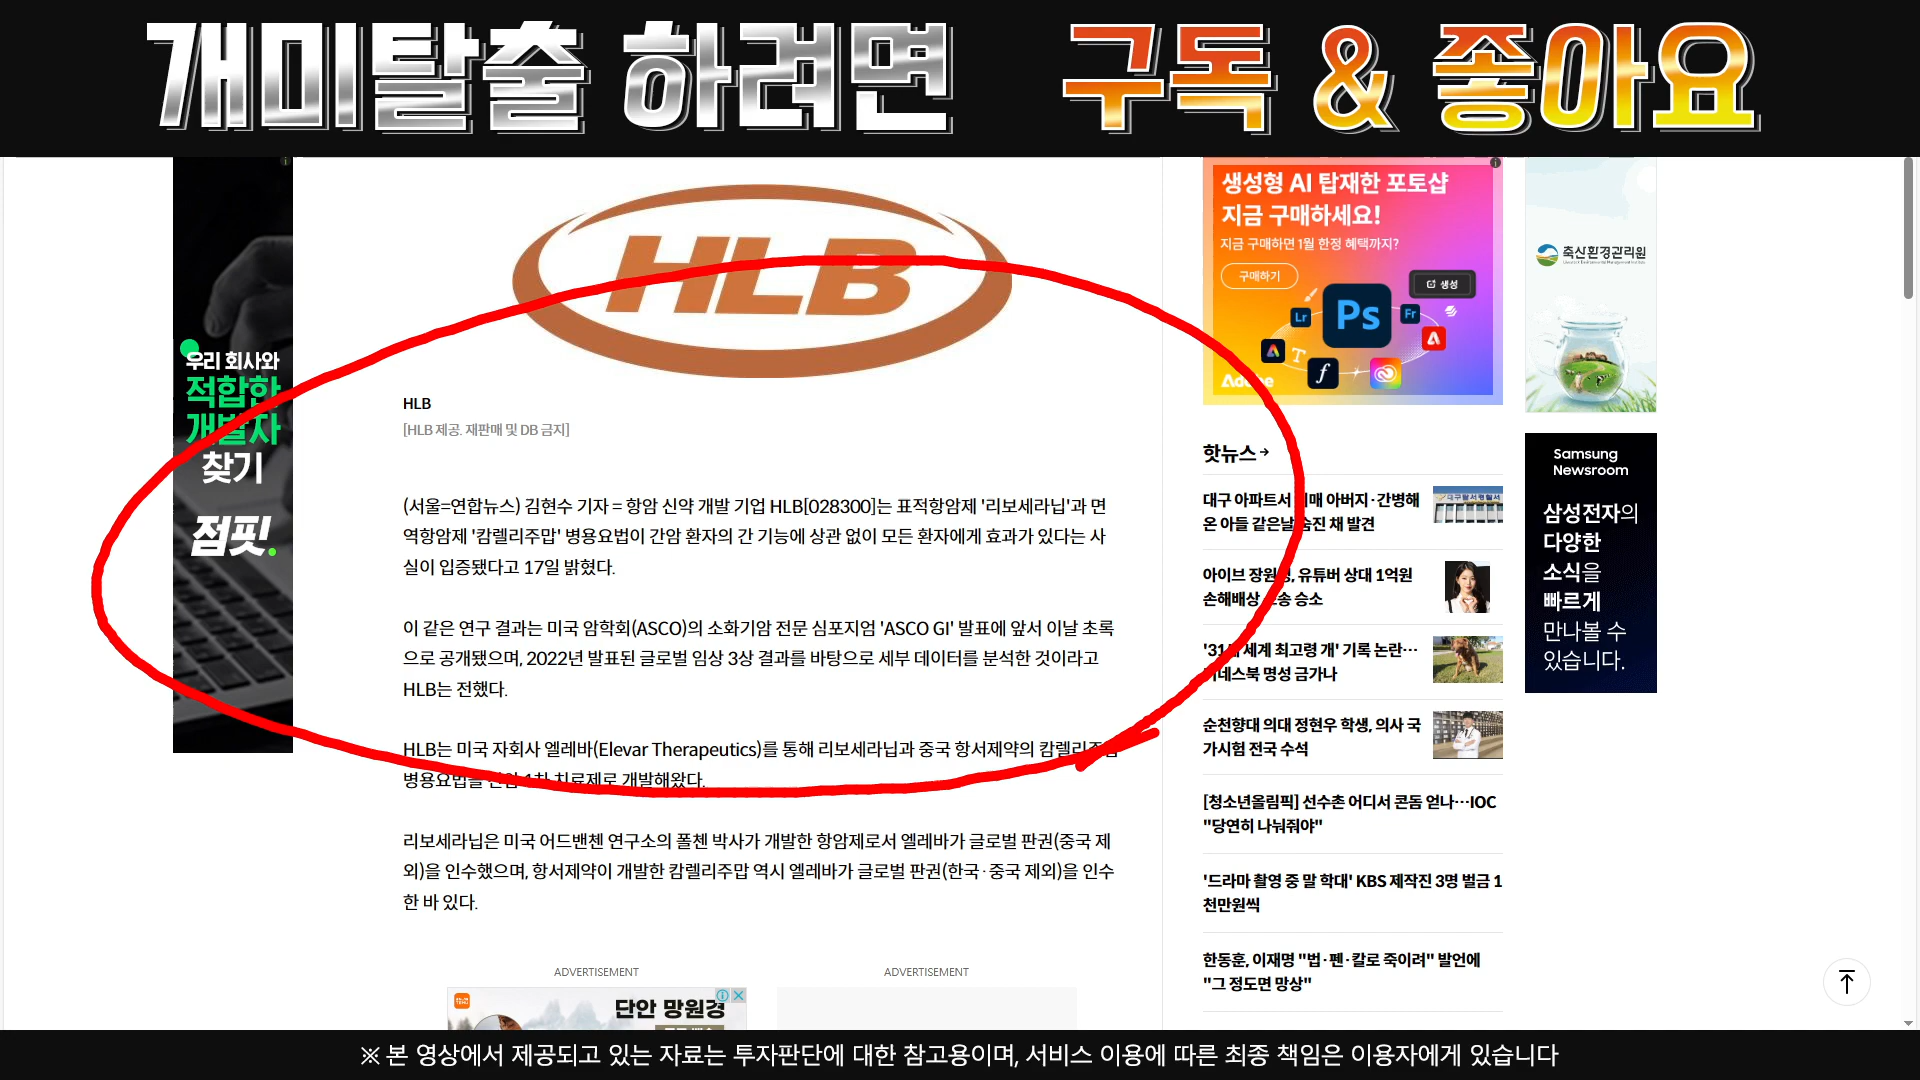 개미탈출 하려면 구독 & 좋아요
우리 회사와
적합한
개발자
찾기
점핏.
HLB
HLB
[HLB 제공. 재판매 및 DB 금지]
(서울=연합뉴스) 김현수 기자 = 항암 신약 개발 기업 HLB[028300]는 표적항암제 '리보세라닙'과 면
역항암제 '캄렐리주맙' 병용요법이 간암 환자의 간 기능에 상관 없이 모든 환자에게 효과가 있다는 사
실이 입증됐다고 17일 밝혔다.
이 같은 연구 결과는 미국 암학회(ASCO)의 소화기암 전문 심포지엄 'ASCO GI' 발표에 앞서 이날 초록
으로 공개됐으며, 2022년 발표된 글로벌 임상 3상 결과를 바탕으로 세부 데이터를 분석한 것이라고
HLB는 전했다.
HLB는 미국 자회사 엘레바(Elevar Therapeutics)를 통해 리보세라닙과 중국 항서제약의 캄렐리주맙
병용요법을 간암 1차 치료제로 개발해왔다.
리보세라닙은 미국 어드밴첸 연구소의 폴첸 박사가 개발한 항암제로서 엘레바가 글로벌 판권(중국 제
외)을 인수했으며, 항서제약이 개발한 캄렐리주맙 역시 엘레바가 글로벌 판권(한국·중국 제외)을 인수
한 바 있다.
ADVERTISEMENT
ADVERTISEMENT
단안 망원경
생성형 AI 탑재한 포토샵
지금 구매하세요!
지금 구매하면 1월 한정 혜택까지?
구매하기
생성
Lr
Ps
Fr
T
f
Adobe
핫뉴스
대구 아파트서 치매 아버지·간병해
온 아들 같은날 숨진 채 발견
아이브 장원영, 유튜버 상대 1억원
손해배상 소송 승소
'31세 세계 최고령 개' 기록 논란…
기네스북 명성 금가나
순천향대 의대 정현우 학생, 의사 국
가시험 전국 수석
[청소년올림픽] 선수촌 어디서 콘돔 얻나…IOC
"당연히 나눠줘야"
'드라마 촬영 중 말 학대' KBS 제작진 3명 벌금 1
천만원씩
한동훈, 이재명 "법·펜·칼로 죽이려" 발언에
"그 정도면 망상"
축산환경관리원
Samsung
Newsroom
삼성전자의
다양한
소식을
빠르게
만나볼 수
있습니다.
※ 본 영상에서 제공되고 있는 자료는 투자판단에 대한 참고용이며, 서비스 이용에 따른 최종 책임은 이용자에게 있습니다